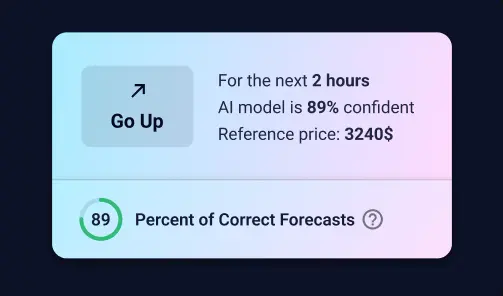 Go Up
For the next 2 hours
AI model is 89% confident
Reference price: 3240$
89
Percent of Correct Forecasts ?